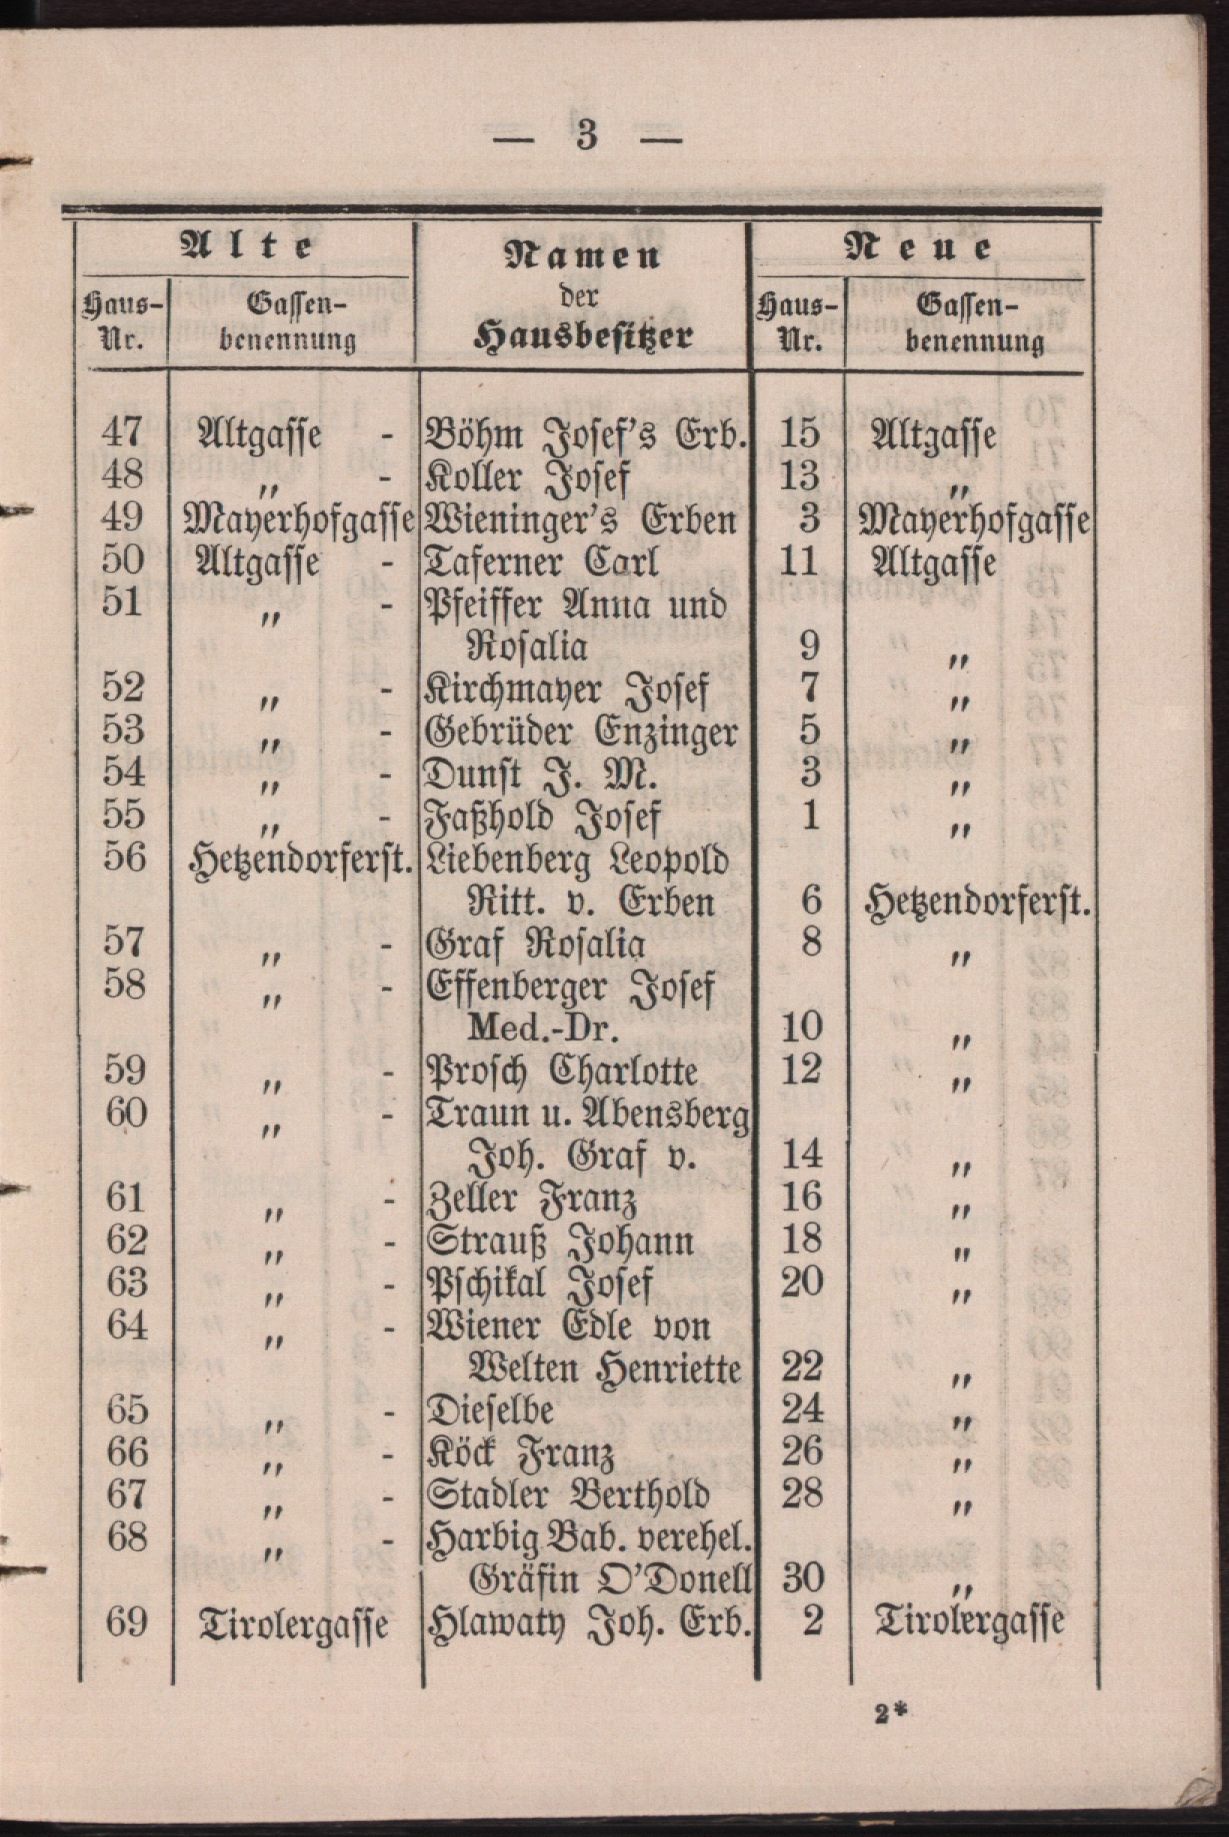 — 3 —
Alte Namen Neue
Haus- Gassen- der Haus- Gassen-
Nr. benennung Hausbesitzer Nr. benennung
47 Altgasse - Böhm Josef's Erb. 15 Altgasse
48 „ - Koller Josef 13 „
49 Mayerhofgasse Wieninger's Erben 3 Mayerhofgasse
50 Altgasse - Taferner Carl 11 Altgasse
51 „ - Pfeiffer Anna und
Rosalia 9 „
52 „ - Kirchmayer Josef 7 „
53 „ - Gebrüder Enzinger 5 „
54 „ - Dunst J. M. 3 „
55 „ - Faßhold Josef 1 „
56 Hetzendorferst. Liebenberg Leopold
Ritt. v. Erben 6 Hetzendorferst.
57 „ - Graf Rosalia 8 „
58 „ - Effenberger Josef
Med.-Dr. 10 „
59 „ - Prosch Charlotte 12 „
60 „ - Traun u. Abensberg
Joh. Graf v. 14 „
61 „ - Zeller Franz 16 „
62 „ - Strauß Johann 18 „
63 „ - Pschikal Josef 20 „
64 „ - Wiener Edle von
Welten Henriette 22 „
65 „ - Dieselbe 24 „
66 „ - Köck Franz 26 „
67 „ - Stadler Berthold 28 „
68 „ - Harbig Bab. verehel.
Gräfin O'Donell 30 „
69 Tirolergasse Hlawaty Joh. Erb. 2 Tirolergasse
2*